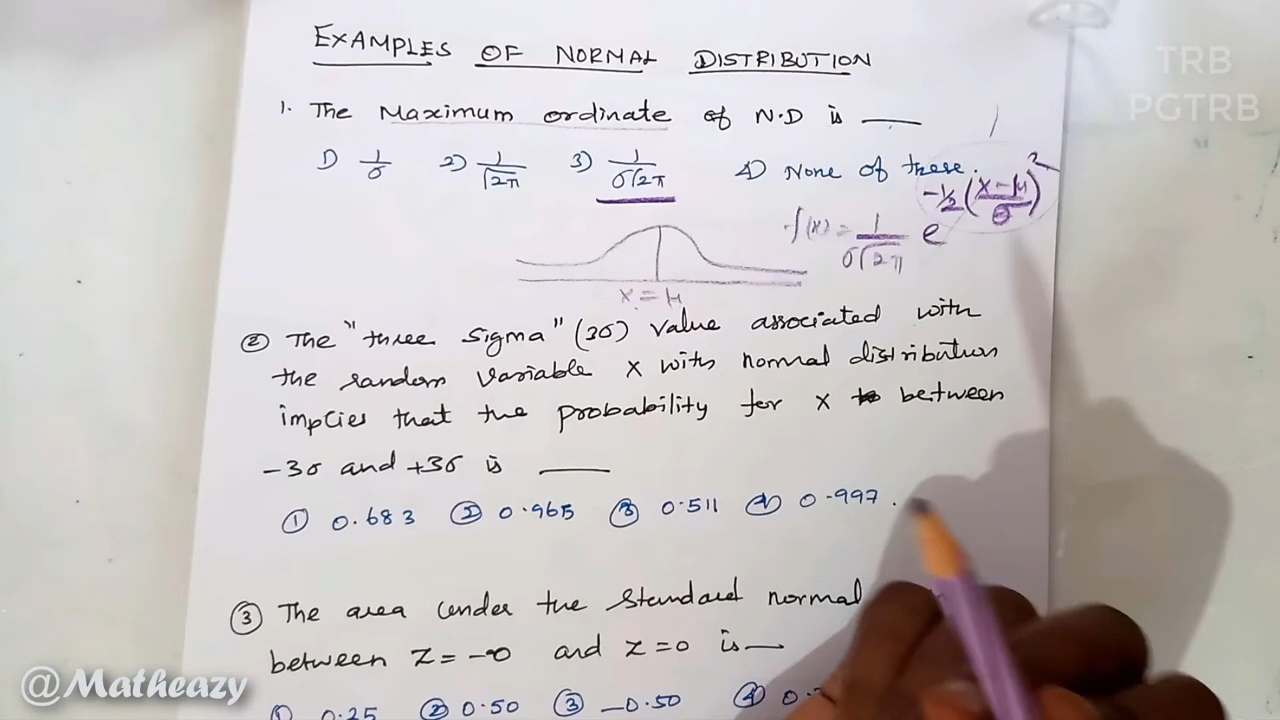 EXAMPLES OF NORMAL DISTRIBUTION
TRB
PGTRB
1. The Maximum ordinate of N.D is ____
1) 1/σ 2) 1/√2π 3) 1/σ√2π 4) None of these.
f(x) = 1/σ√2π e^-1/2(x-μ/σ)^2
x = μ
② The "three sigma" (3σ) value associated with
the random variable x with normal distribution
implies that the probability for x between
-3σ and +3σ is ____
① 0.683 ② 0.965 ③ 0.511 ④ 0.997.
③ The area under the standard normal
between Z = -∞ and z = 0 is __
① 0.25 ② 0.50 ③ -0.50 ④
@Matheazy